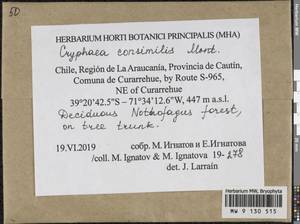 50
HERBARIUM HORTI BOTANICI PRINCIPALIS (MHA)
Cryphaea consimilis Mont.
Chile, Región de La Araucanía, Provincia de Cautín,
Comuna de Curarrehue, by Route S-965,
NE of Curarrehue
39°20'42.5"S – 71°34'12.6"W, 447 m a.s.l.
Deciduous Nothofagus forest,
on tree trunk.
19.VI.2019 собр. М. Игнатов и Е.Игнатова
/coll. M. Ignatov & M. Ignatova 19-278
det. J. Larraín
Herbarium MW, Bryophyta
MW 9 130 515